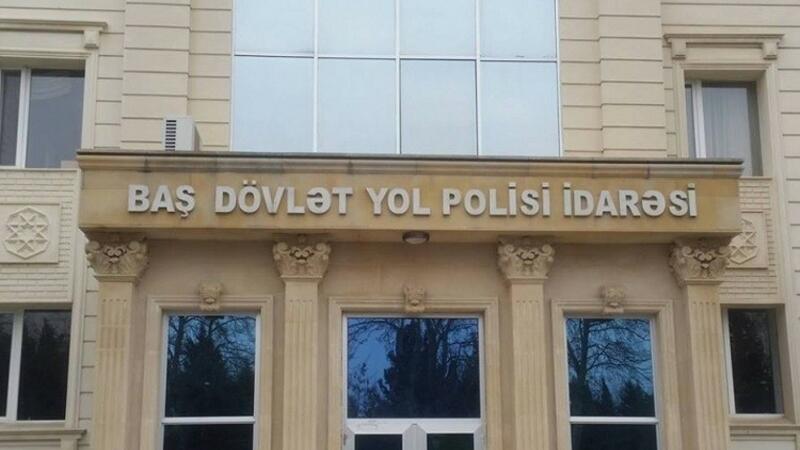 BAŞ DÖVLƏT YOL POLİSİ İDARƏSİ